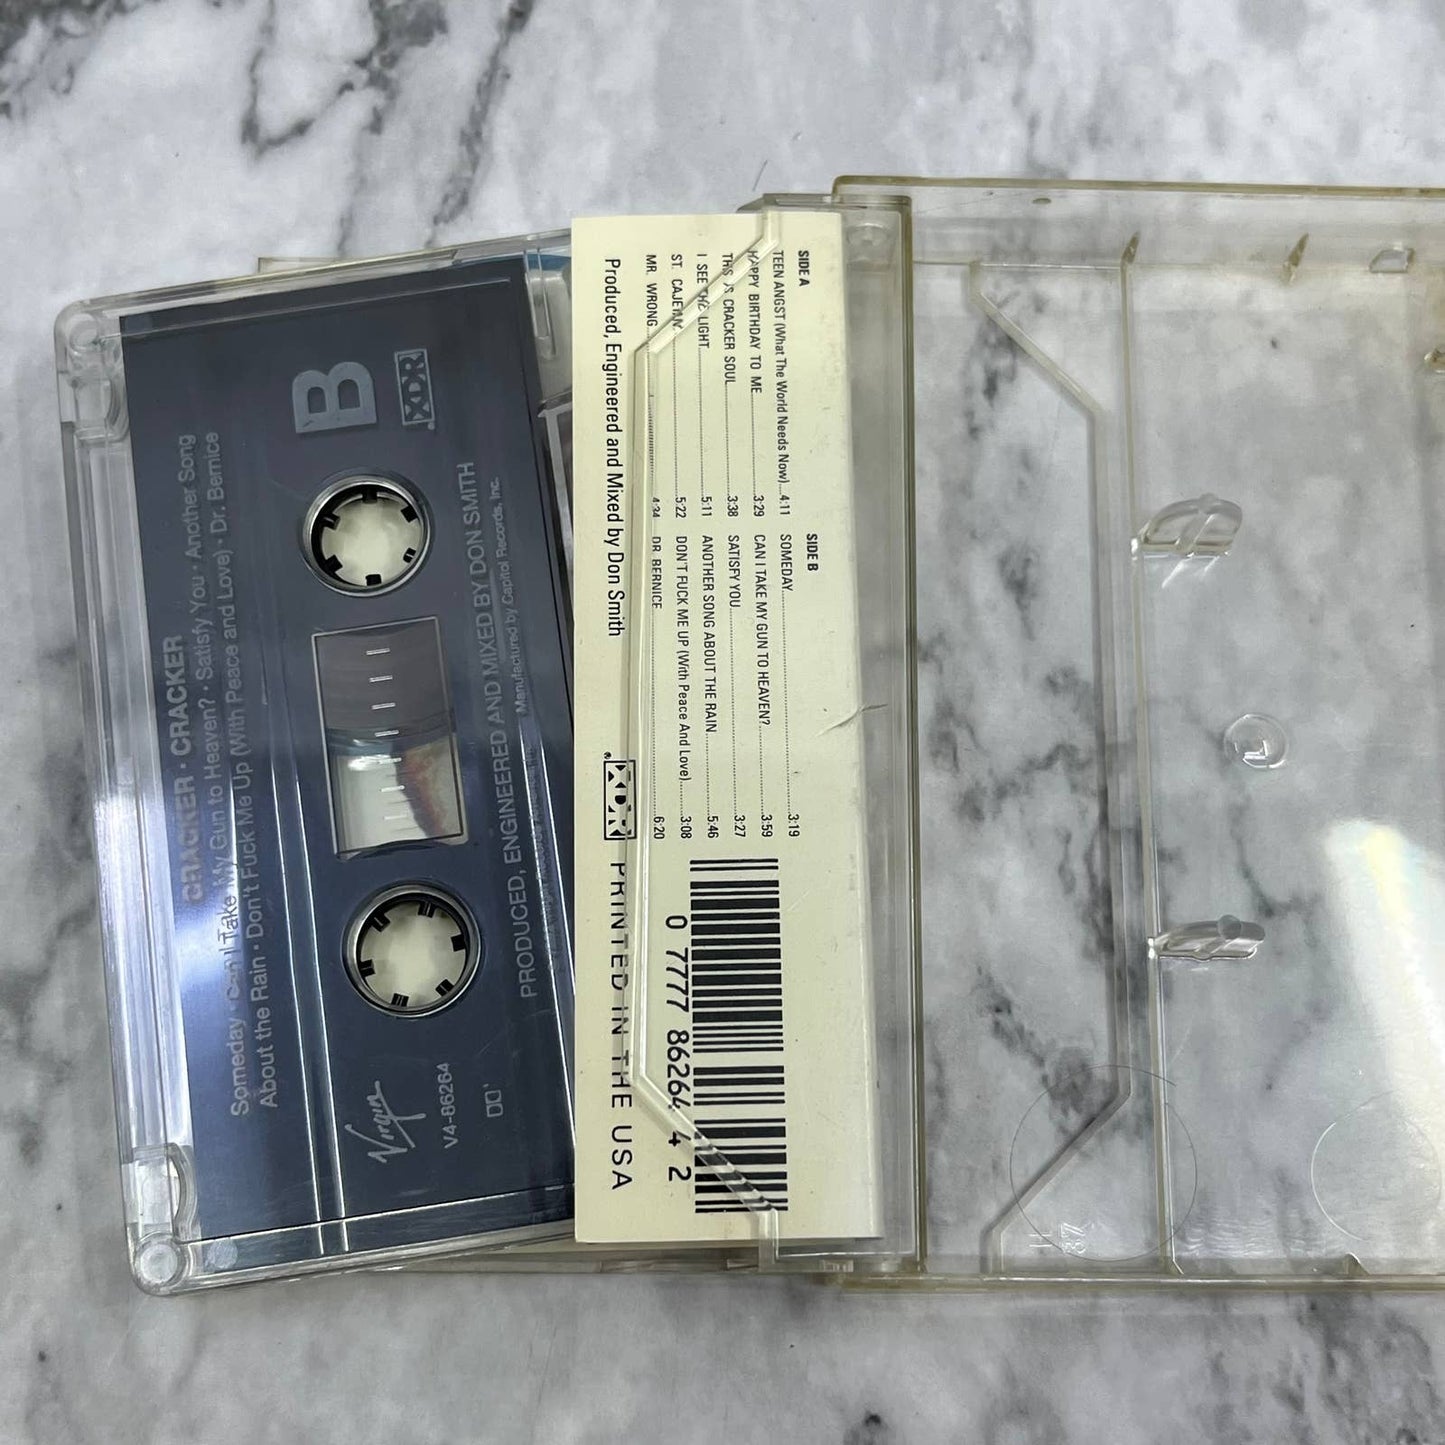 B
XDR
CRACKER • CRACKER
Someday • Can I Take My Gun to Heaven? • Satisfy You • Another Song
About the Rain • Don't Fuck Me Up (With Peace and Love) • Dr. Bernice
PRODUCED, ENGINEERED AND MIXED BY DON SMITH
Manufactured by Capitol Records, Inc.
Virgin
V4-86264
SIDE A
TEEN ANGST (What The World Needs Now)....4:11
HAPPY BIRTHDAY TO ME....3:29
THIS IS CRACKER SOUL....3:38
I SEE THE LIGHT....5:11
ST. CAJETAN....5:22
MR. WRONG....4:34
SIDE B
SOMEDAY....3:19
CAN I TAKE MY GUN TO HEAVEN?....3:59
SATISFY YOU....3:27
ANOTHER SONG ABOUT THE RAIN....5:46
DON'T FUCK ME UP (With Peace And Love)....3:08
DR. BERNICE....6:20
Produced, Engineered and Mixed by Don Smith
XDR
PRINTED IN THE USA
0 7777 86264 4 2
37